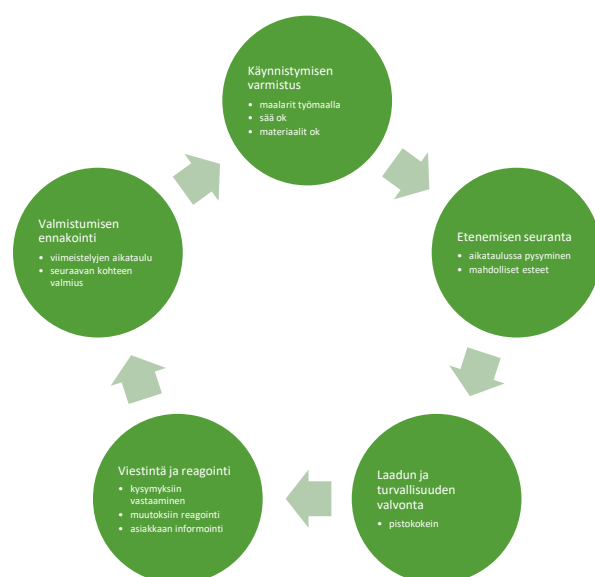 Käynnistymisen
varmistus
• maalarit työmaalla
• sää ok
• materiaalit ok
Etenemisen seuranta
• aikataulussa pysyminen
• mahdolliset esteet
Laadun ja
turvallisuuden
valvonta
• pistokokein
Viestintä ja reagointi
• kysymyksiin
vastaaminen
• muutoksiin reagointi
• asiakkaan informointi
Valmistumisen
ennakointi
• viimeistelyjen aikataulu
• seuraavan kohteen
valmius